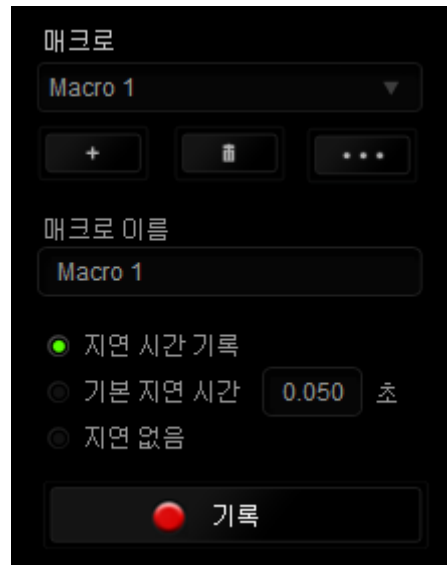 매크로
Macro 1
매크로 이름
Macro 1
지연 시간 기록
기본 지연 시간 0.050 초
지연 없음
기록